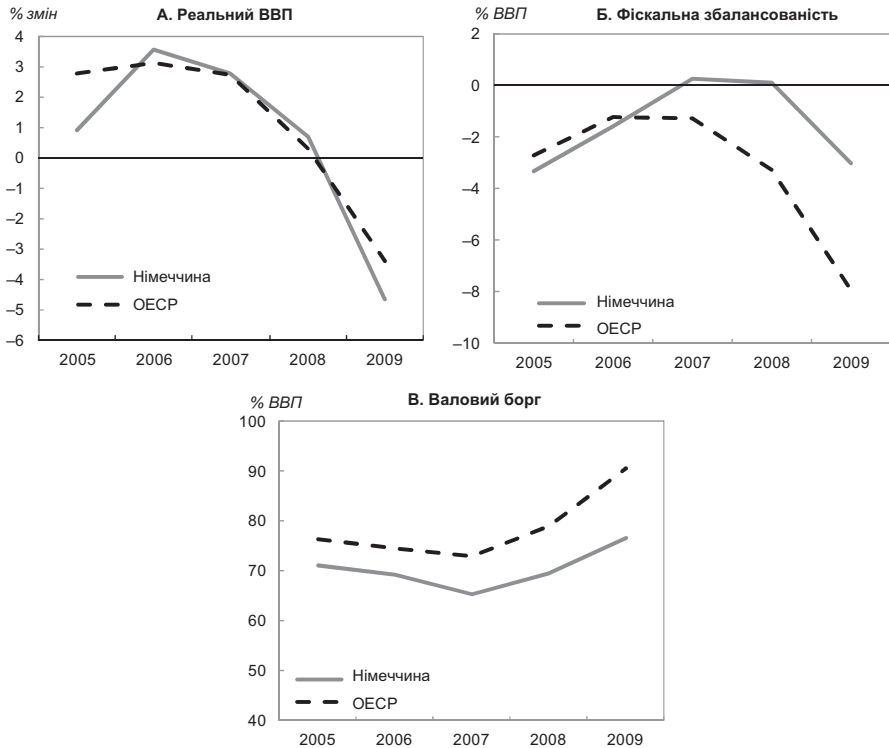 % змін
А. Реальний ВВП
4
3
2
1
0
–1
–2
–3
–4
–5
–6
Німеччина
ОЕСР
2005 2006 2007 2008 2009
% ВВП
Б. Фіскальна збалансованість
2
0
–2
–4
–6
–8
–10
Німеччина
ОЕСР
2005 2006 2007 2008 2009
% ВВП
В. Валовий борг
100
90
80
70
60
50
40
Німеччина
ОЕСР
2005 2006 2007 2008 2009